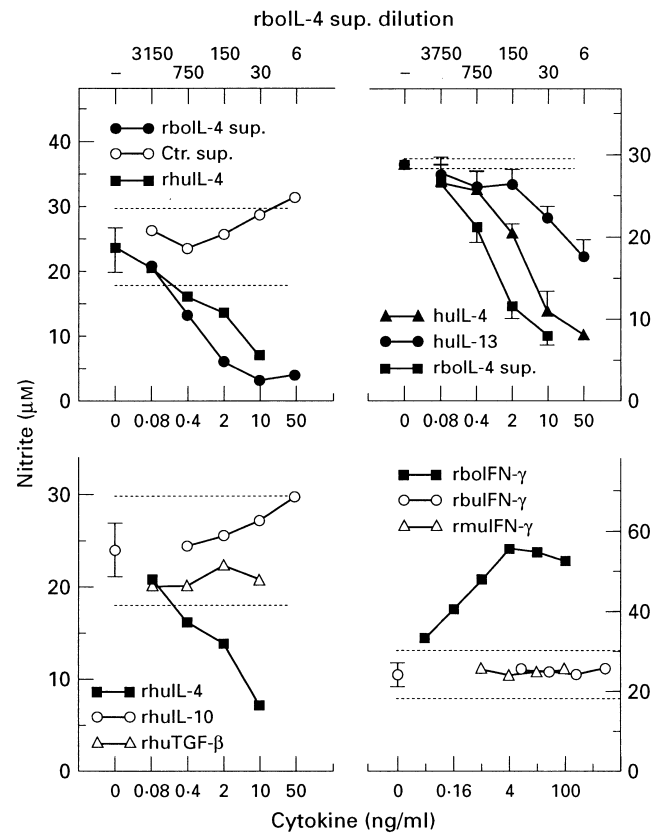 rboIL-4 sup. dilution
3150 150 6
– 750 30
3750 150 6
– 750 30
rboIL-4 sup.
Ctr. sup.
rhuIL-4
40
30
20
10
0
0 0·08 0·4 2 10 50
30
20
10
0
huIL-4
huIL-13
rboIL-4 sup.
0 0·08 0·4 2 10 50
Nitrite (μM)
30
20
10
0
rhuIL-4
rhuIL-10
rhuTGF-β
0 0·08 0·4 2 10 50
rboIFN-γ
rbuIFN-γ
rmuIFN-γ
60
40
20
0
0 0·16 4 100
Cytokine (ng/ml)